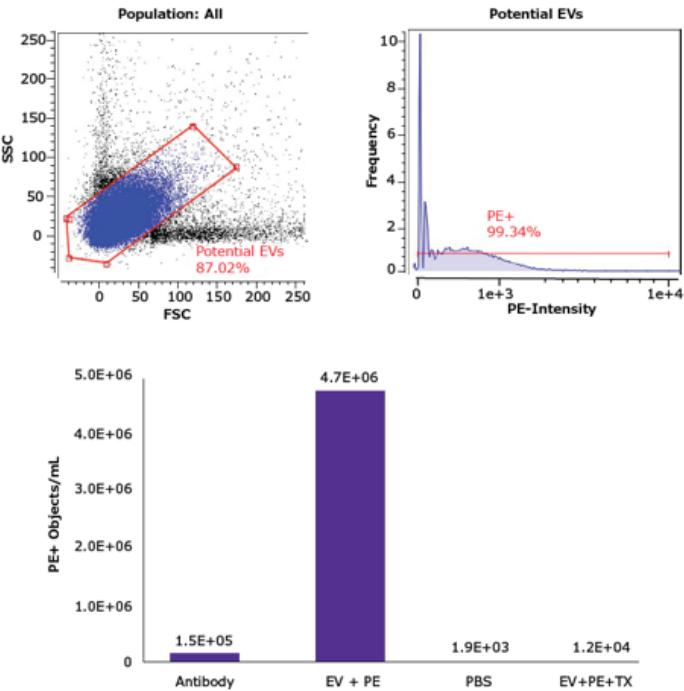 Population: All
SSC
250
200
150
100
50
0
Potential EVs
87.02%
0 50 100 150 200 250
FSC
Potential EVs
Frequency
10
8
6
4
2
0
PE+
99.34%
0 1e+3 1e+4
PE-Intensity
PE+ Objects/mL
5.0E+06
4.0E+06
3.0E+06
2.0E+06
1.0E+06
0
4.7E+06
1.5E+05
1.9E+03
1.2E+04
Antibody EV + PE PBS EV+PE+TX